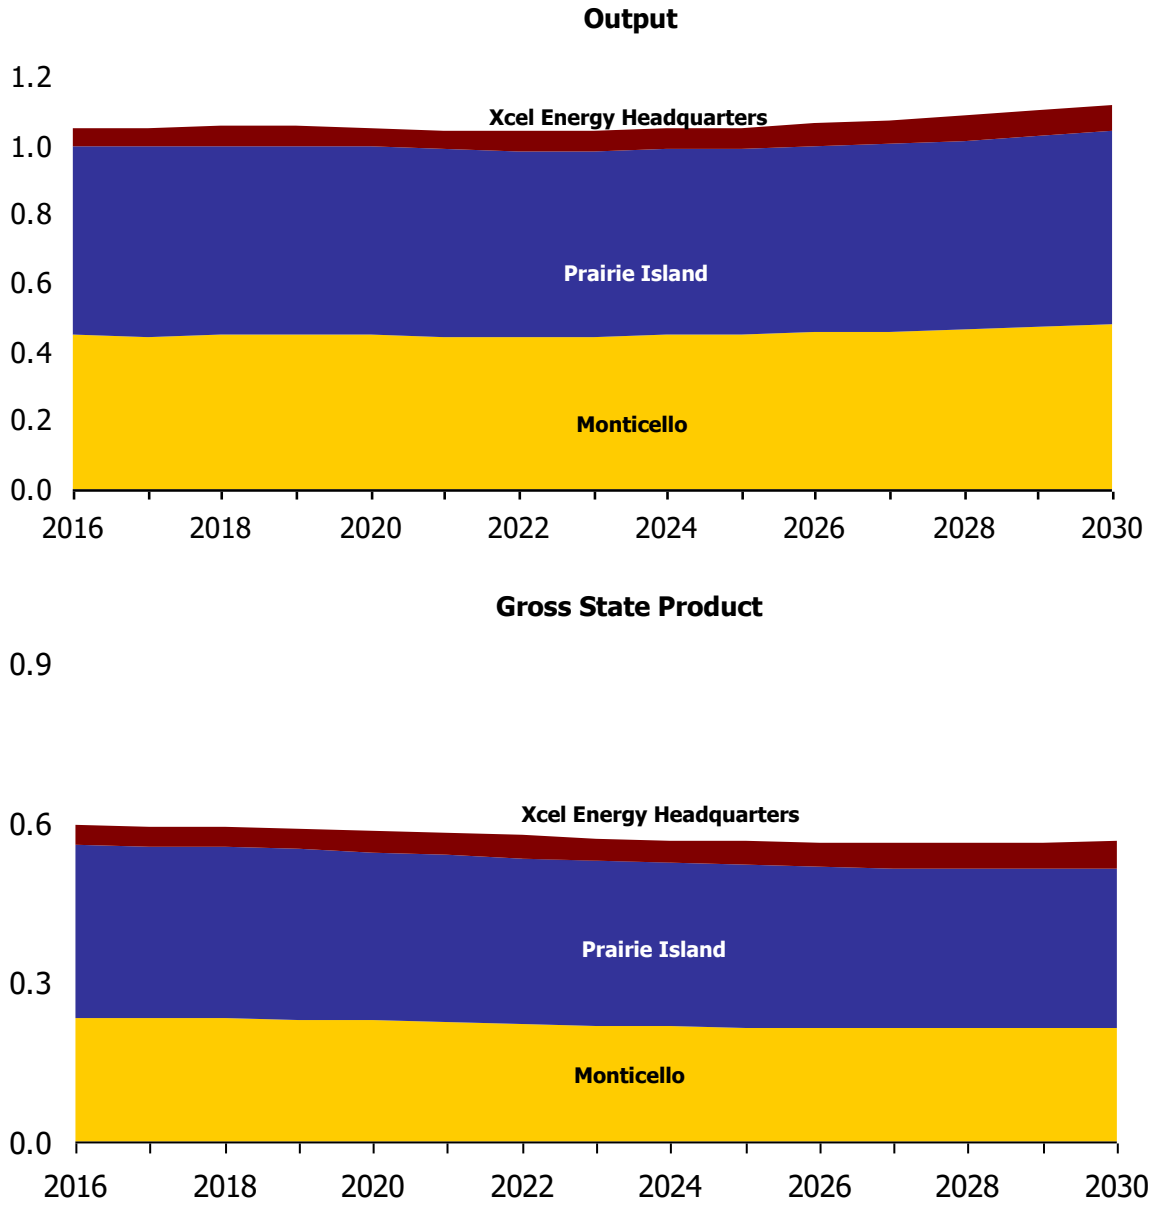 Output
1.2
Xcel Energy Headquarters
1.0
0.8
Prairie Island
0.6
0.4
Monticello
0.2
0.0
2016 2018 2020 2022 2024 2026 2028 2030
Gross State Product
0.9
Xcel Energy Headquarters
0.6
Prairie Island
0.3
Monticello
0.0
2016 2018 2020 2022 2024 2026 2028 2030